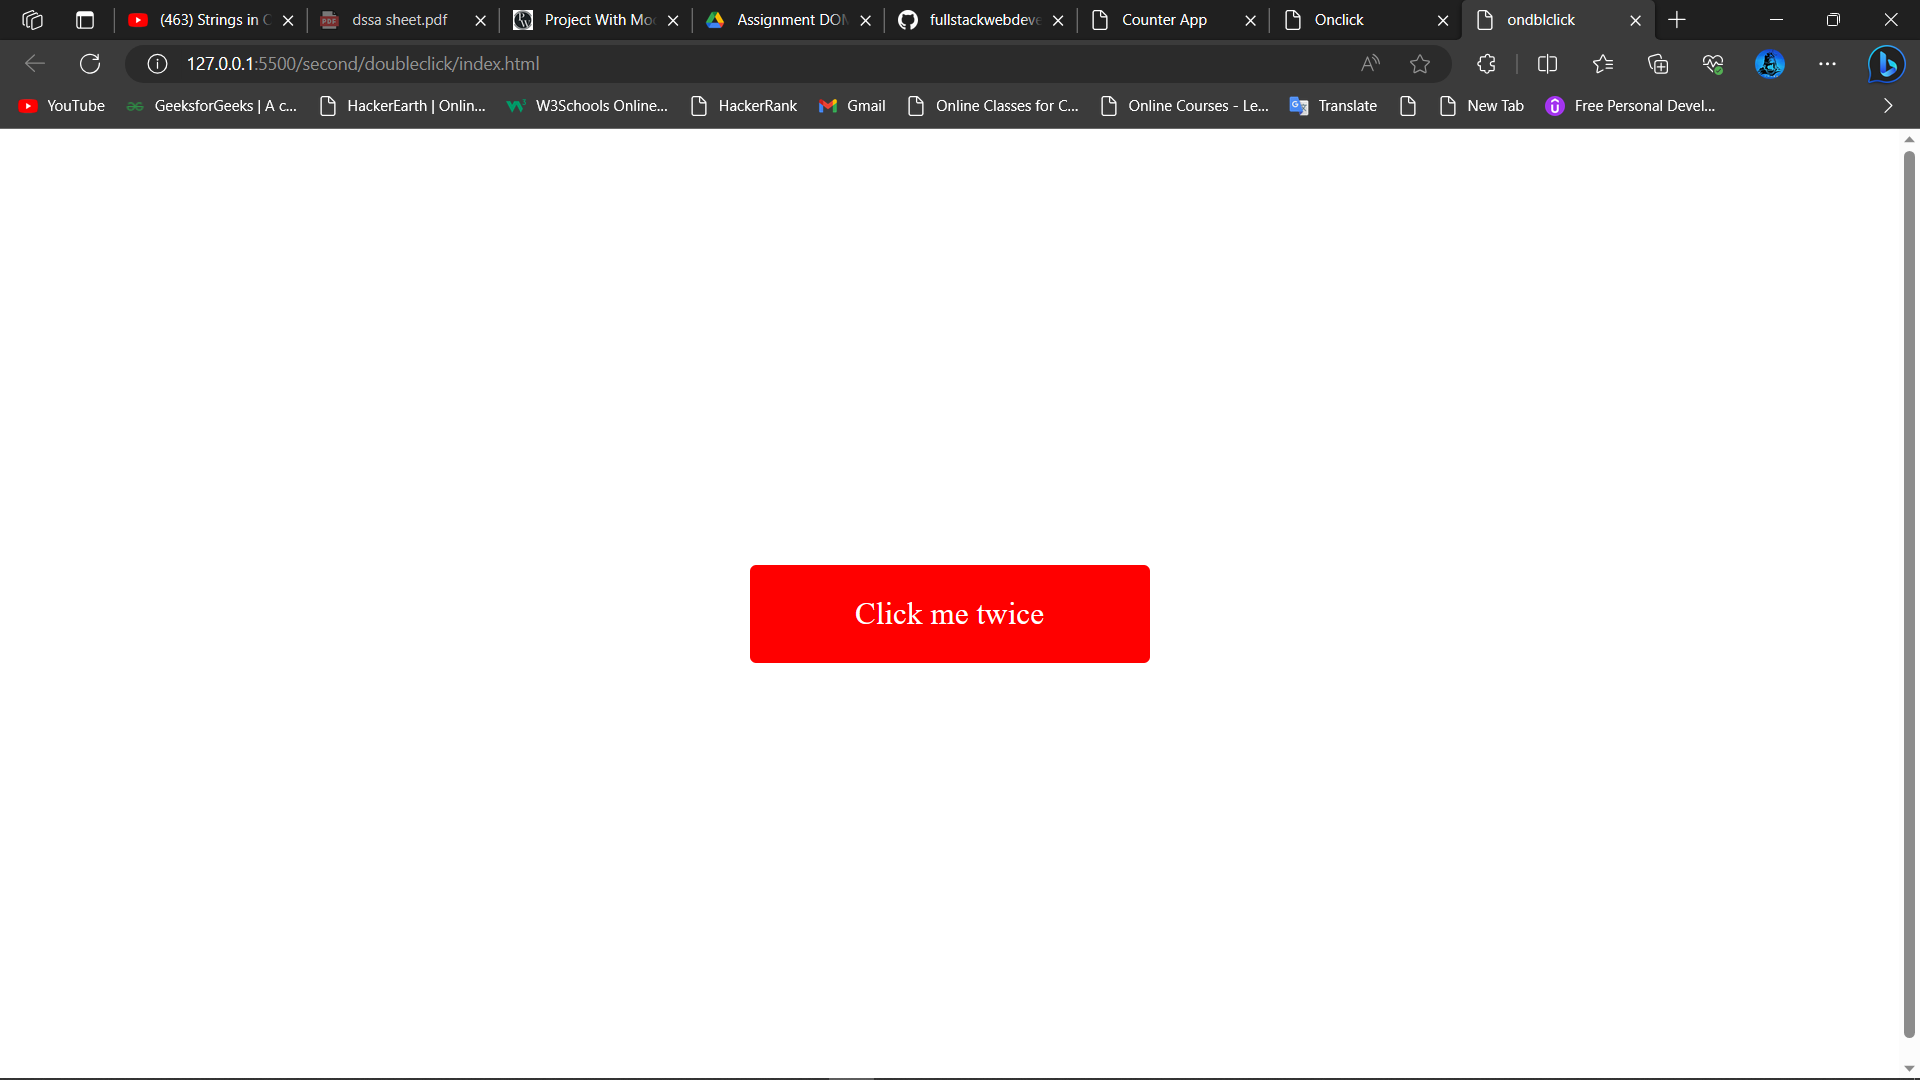 (463) Strings in
dssa sheet.pdf
Project With Mo
Assignment DOM
fullstackwebdeve
Counter App
Onclick
ondblclick
127.0.0.1:5500/second/doubleclick/index.html
YouTube
GeeksforGeeks | A c...
HackerEarth | Onlin...
W3Schools Online...
HackerRank
Gmail
Online Classes for C...
Online Courses - Le...
Translate
New Tab
Free Personal Devel...
Click me twice